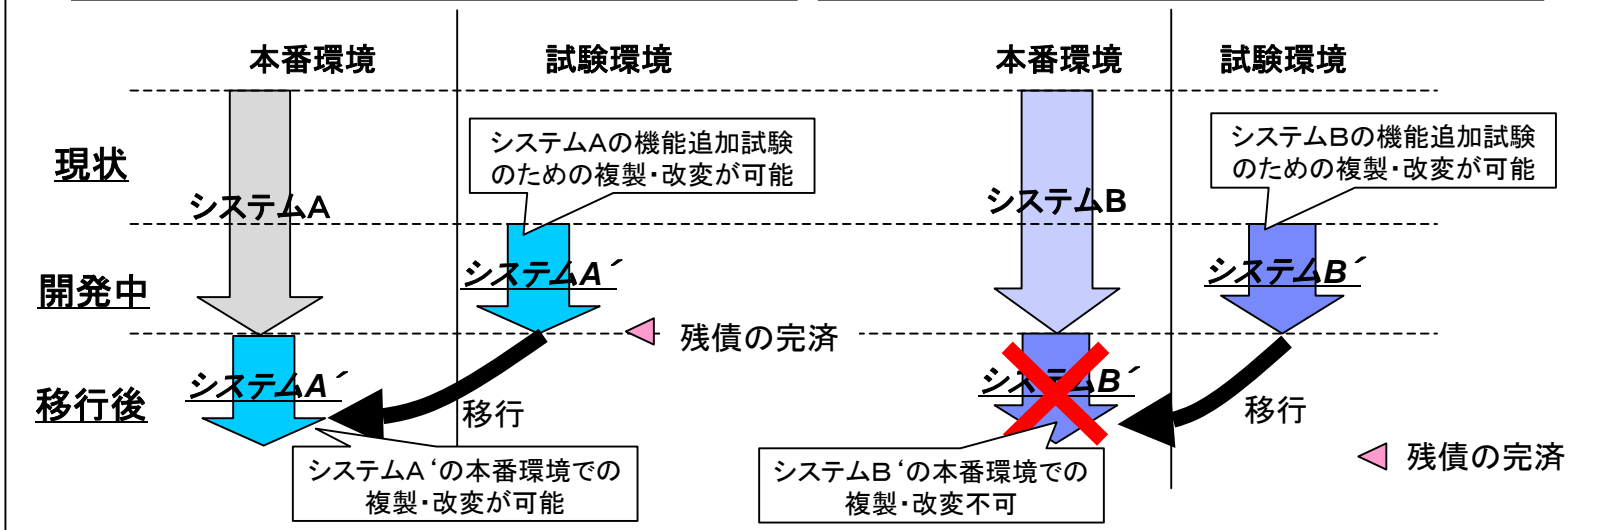 本番環境
試験環境
現状
システムA
システムAの機能追加試験
のための複製・改変が可能
開発中
システムA´
残債の完済
移行後
システムA´
移行
システムA‘の本番環境での
複製・改変が可能
本番環境
試験環境
システムB
システムBの機能追加試験
のための複製・改変が可能
システムB´
システムB´
移行
システムB‘の本番環境での
複製・改変不可
残債の完済